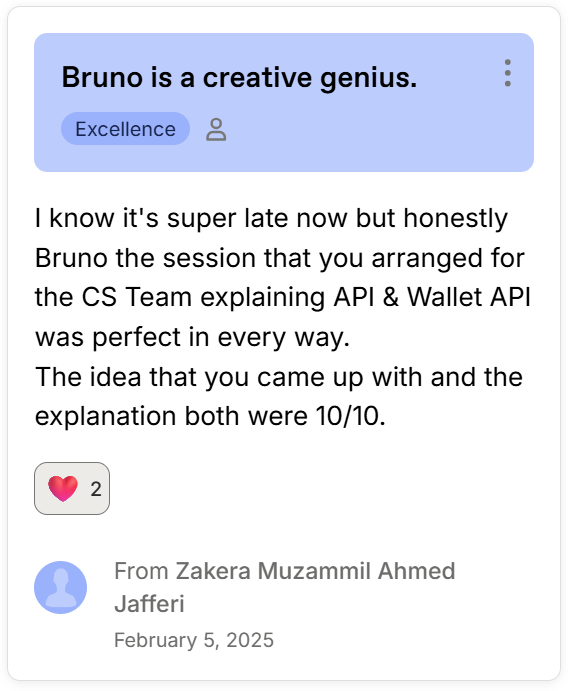 Bruno is a creative genius.
Excellence
I know it's super late now but honestly
Bruno the session that you arranged for
the CS Team explaining API & Wallet API
was perfect in every way.
The idea that you came up with and the
explanation both were 10/10.
2
From Zakera Muzammil Ahmed
Jafferi
February 5, 2025